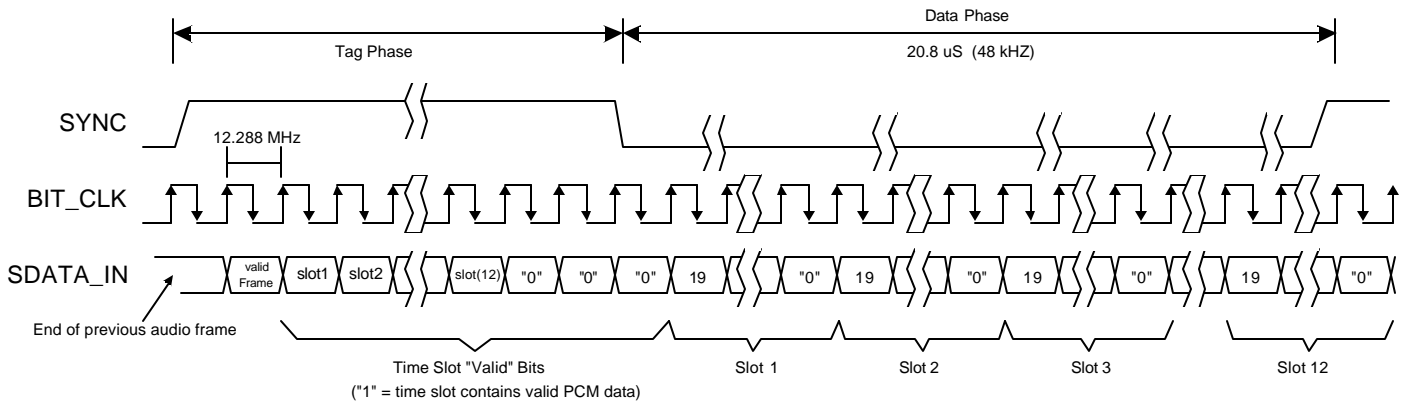 Data Phase
Tag Phase
20.8 uS (48 kHZ)
SYNC
12.288 MHz
BIT_CLK
SDATA_IN
valid
Frame
slot1 slot2 slot(12) "0" "0" "0" 19 "0" 19 "0" 19 "0" 19 "0"
End of previous audio frame
Time Slot "Valid" Bits
("1" = time slot contains valid PCM data)
Slot 1
Slot 2
Slot 3
Slot 12